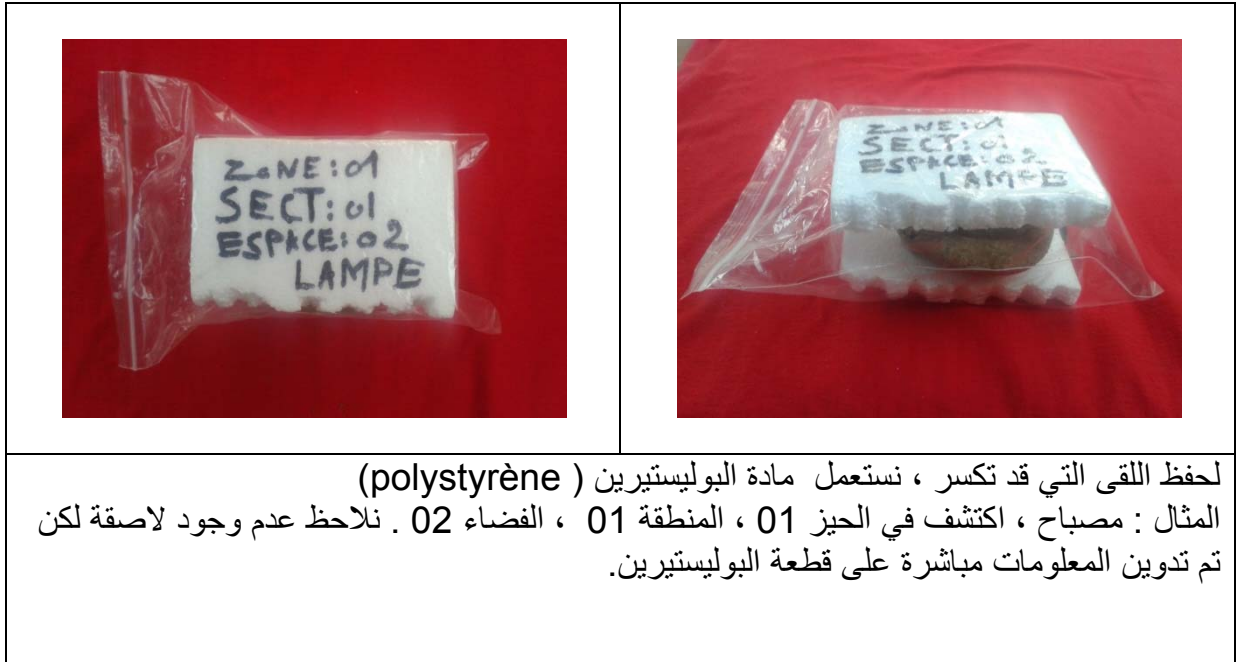 ZONE:01
SECT:01
ESPACE:02
LAMPE
ZONE:01
SECT:01
ESPACE:02
LAMPE
لحفظ اللقى التي قد تكسر ، نستعمل مادة البوليستيرين ( polystyrène)
المثال : مصباح ، اكتشف في الحيز 01 ، المنطقة 01 ، الفضاء 02 . نلاحظ عدم وجود لاصقة لكن
تم تدوين المعلومات مباشرة على قطعة البوليستيرين.